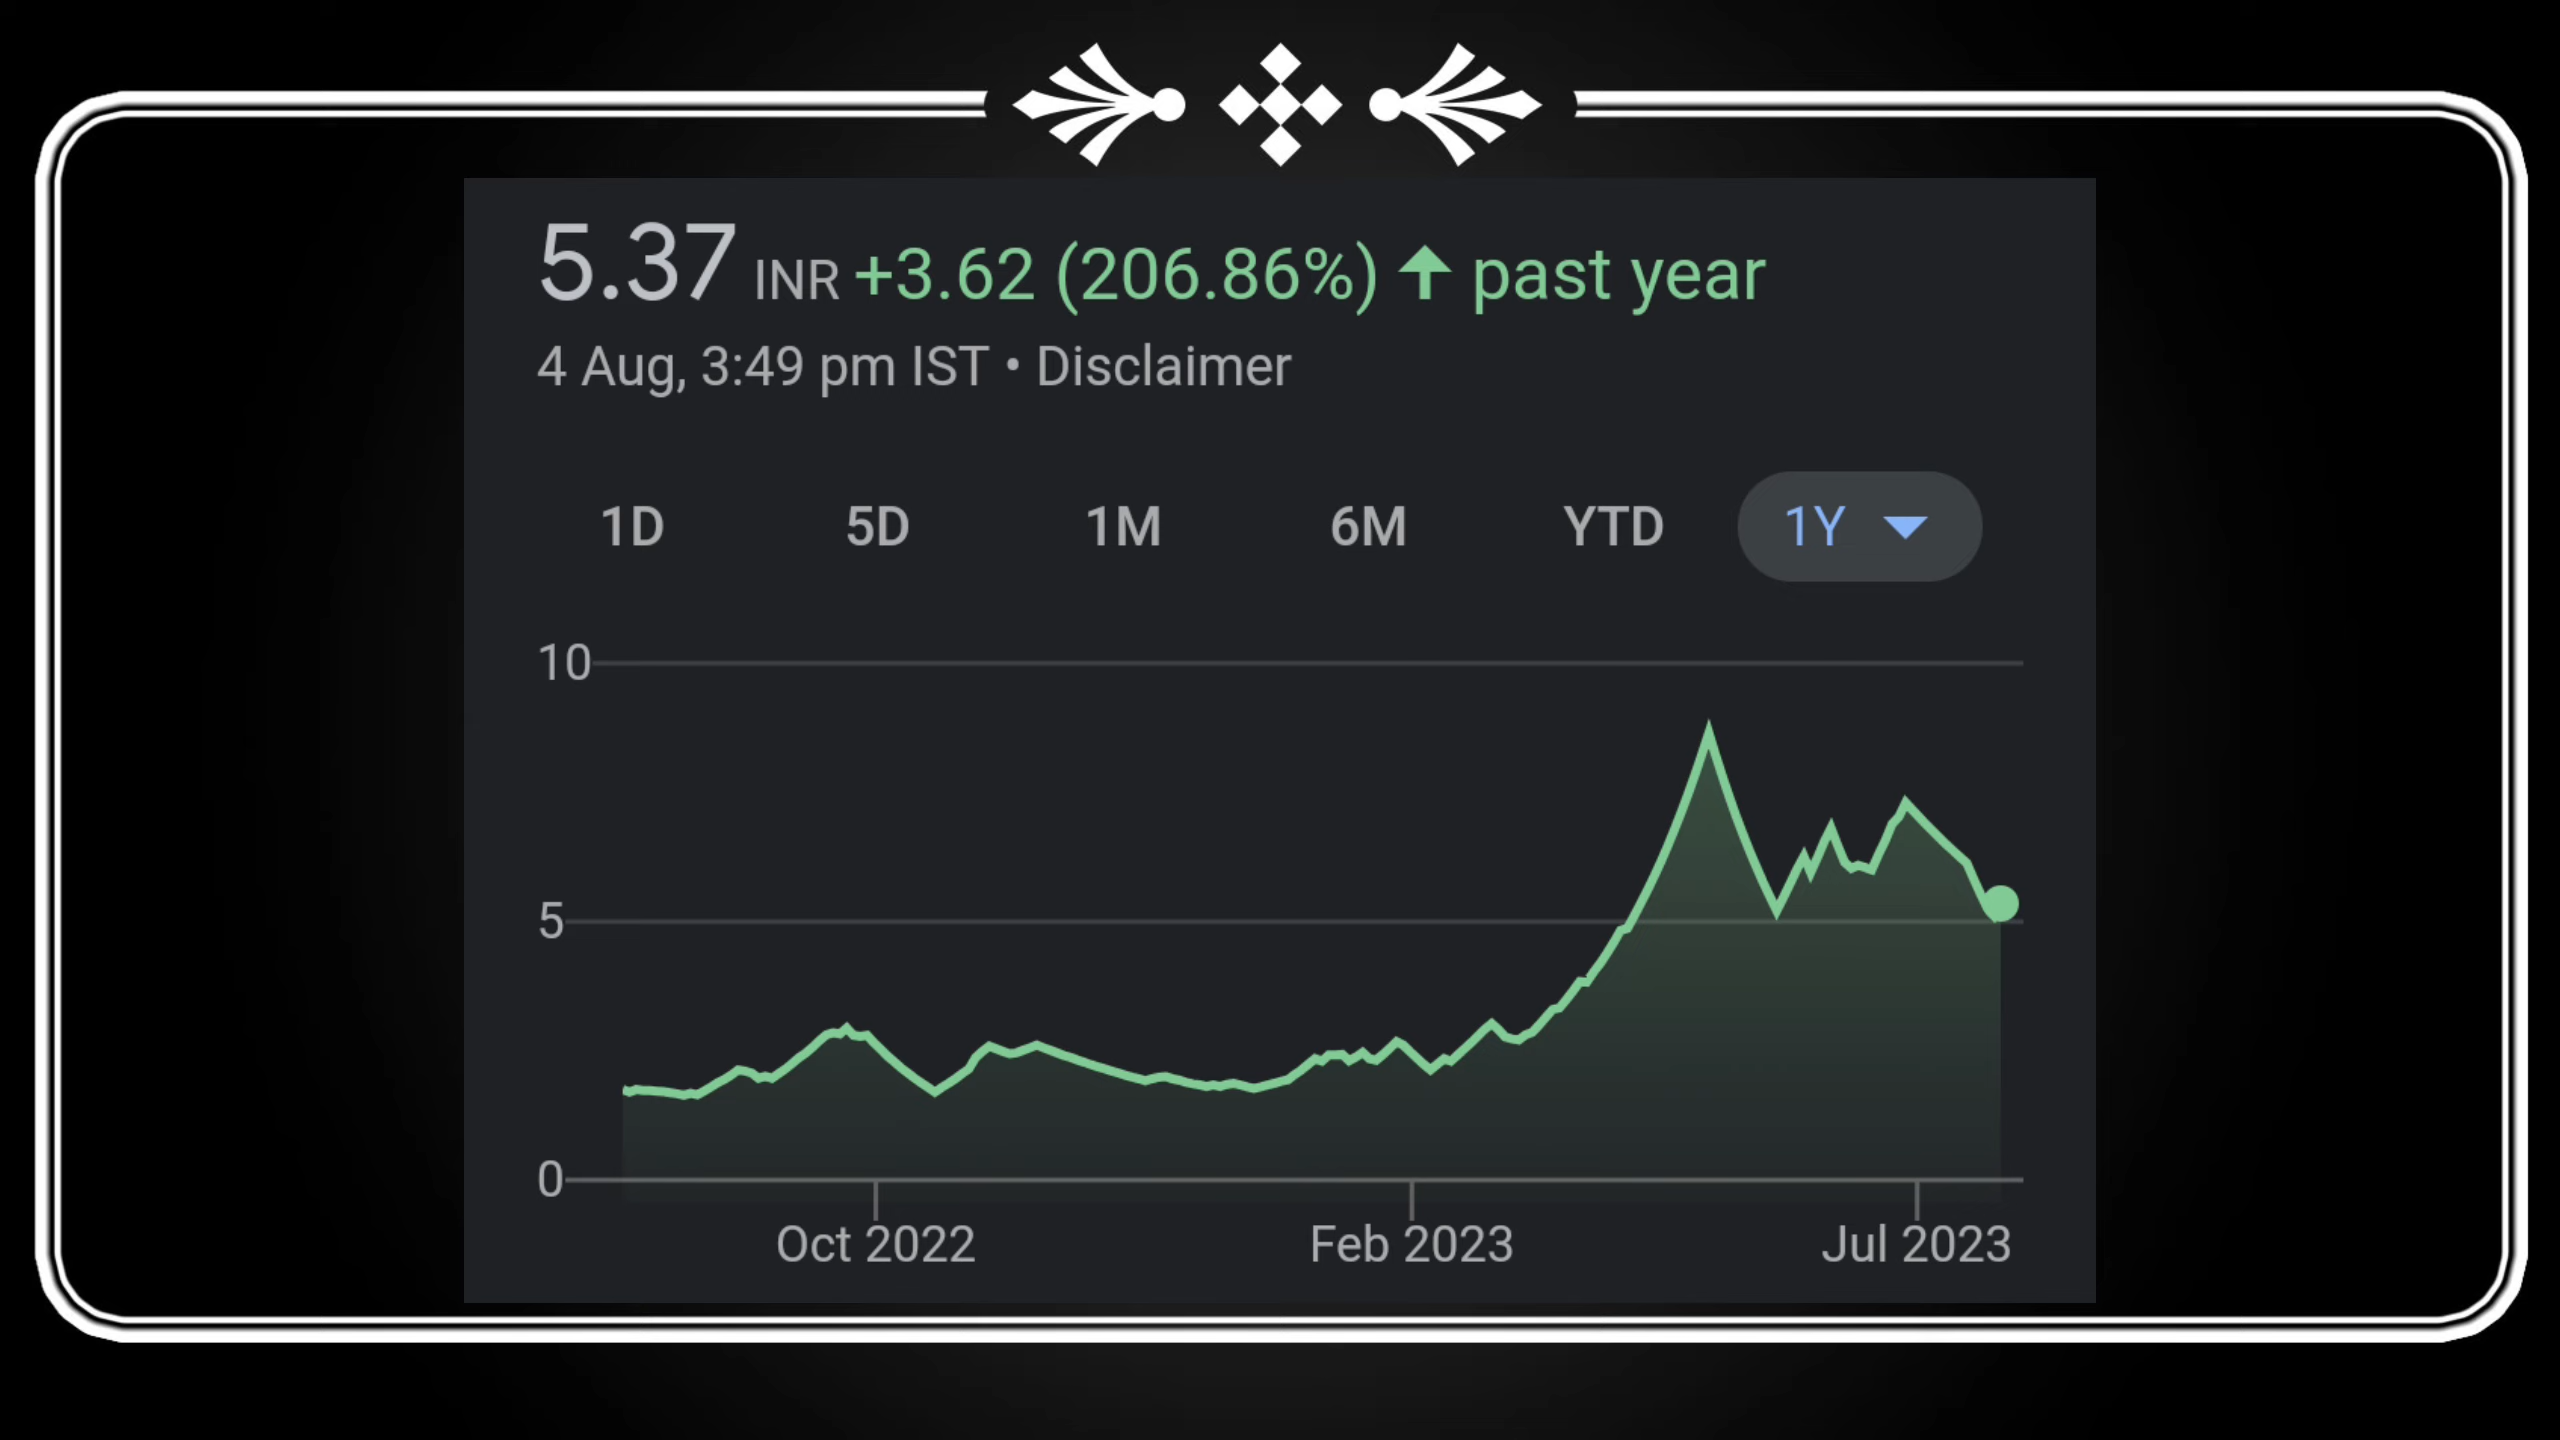 5.37 INR +3.62 (206.86%) ↑ past year
4 Aug, 3:49 pm IST • Disclaimer
1D 5D 1M 6M YTD 1Y
10
5
0
Oct 2022 Feb 2023 Jul 2023